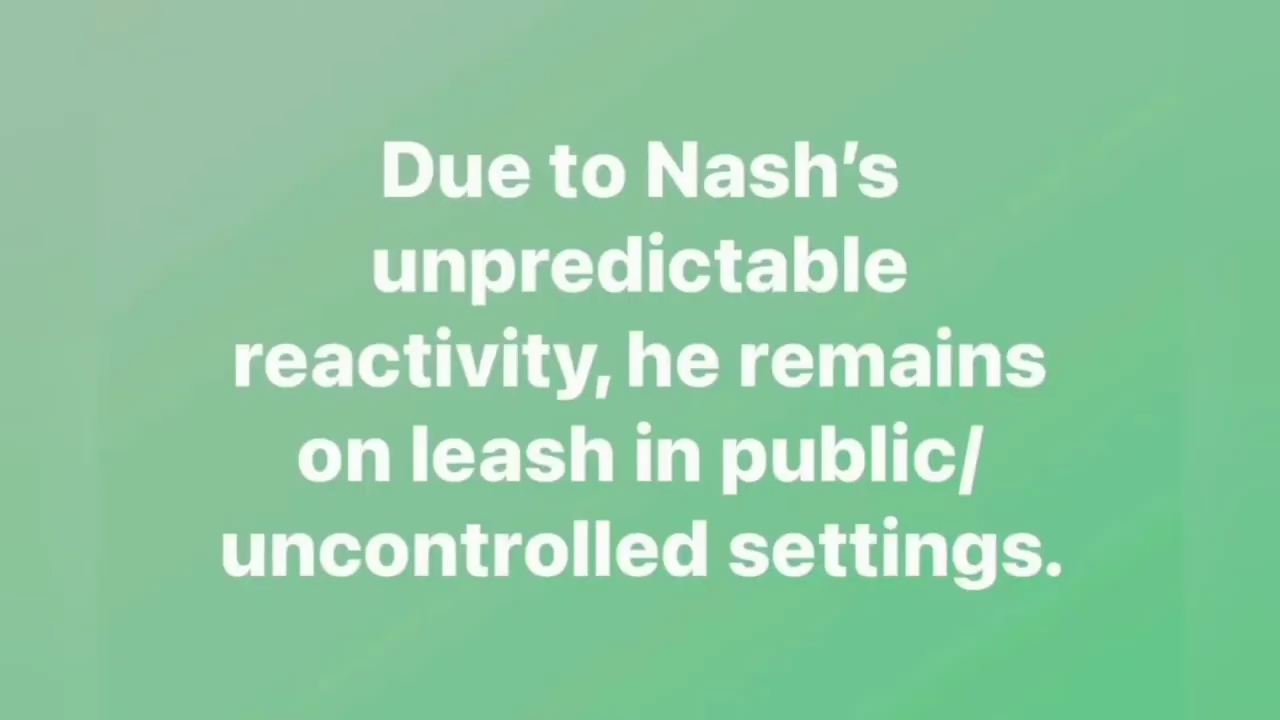 Due to Nash’s
unpredictable
reactivity, he remains
on leash in public/
uncontrolled settings.